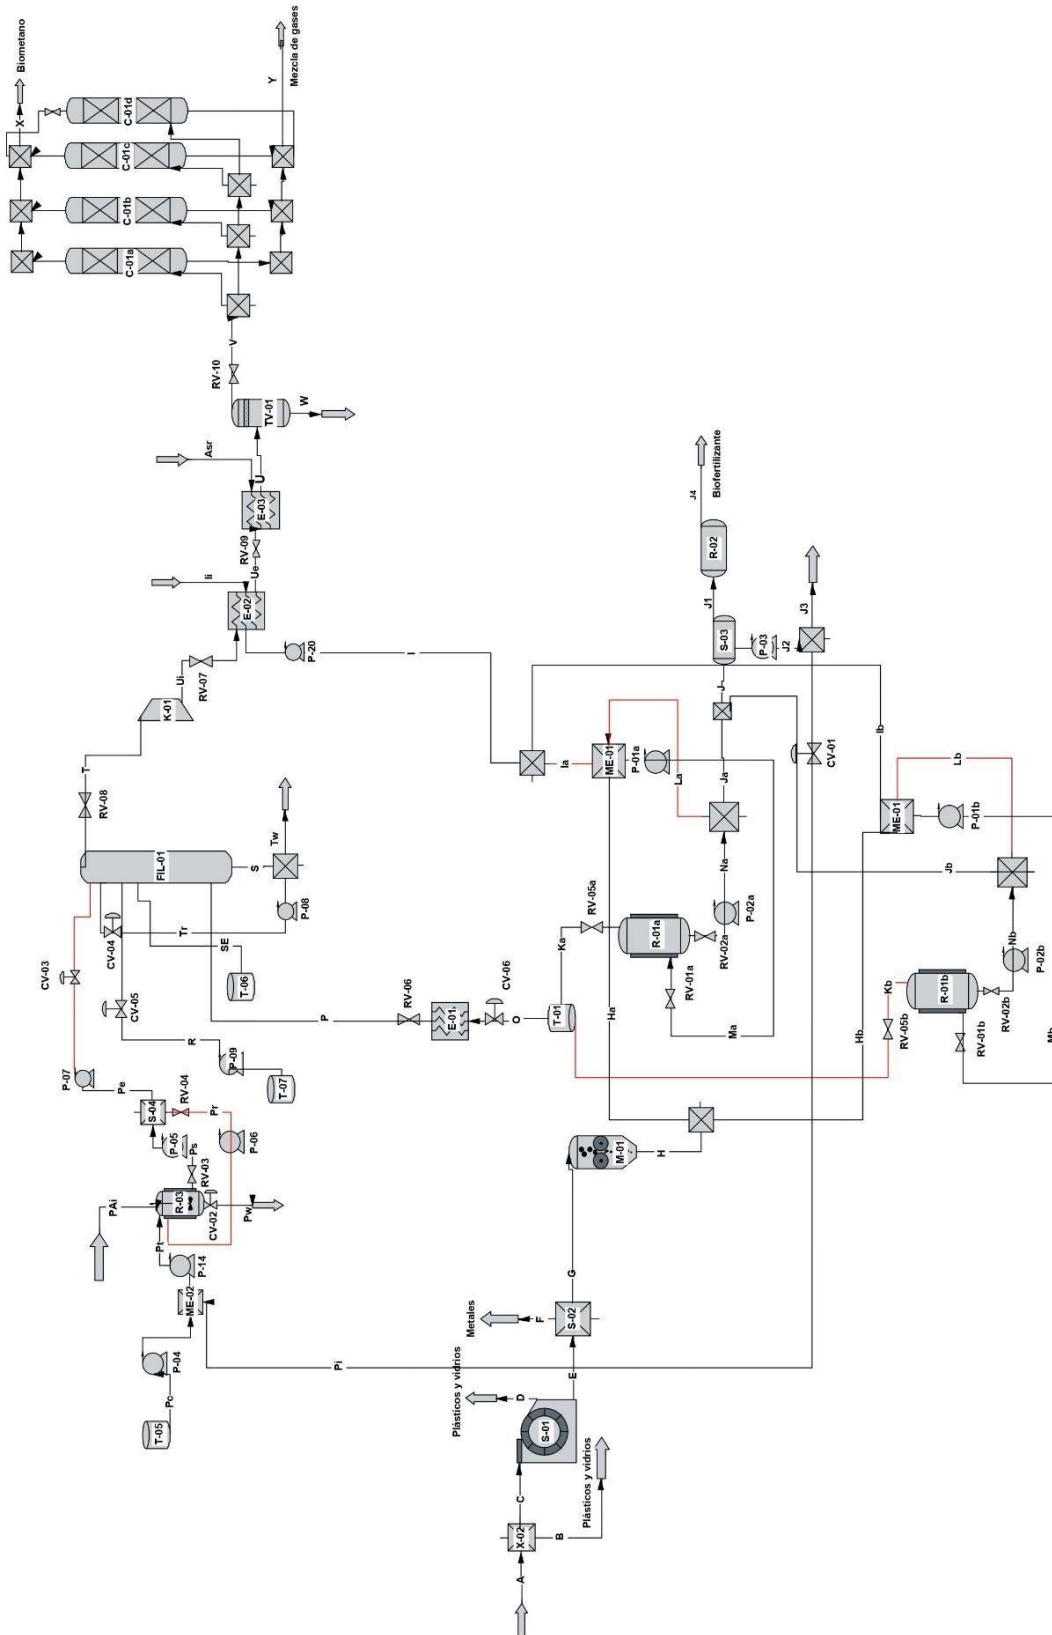 Biometano
X
Mezcla de gases
Y
C-01d
C-01c
C-01b
C-01a
V
RV-10
TV-01
W
Asr
U
E-03
RV-09
Ue
Ii
E-02
RV-07
Ui
K-01
P-20
I
T
RV-08
FIL-01
S
Tw
P-08
Tr
CV-04
SE
T-06
CV-03
CV-05
R
P-09
T-07
P
RV-06
E-01
CV-06
O
T-01
P-07
Pe
S-04
RV-04
Pr
P-05
Ps
P-06
RV-03
R-03
CV-02
Pw
PAi
Pt
P-14
ME-02
P-04
Pc
T-05
Pi
J4
Biofertilizante
R-02
J1
S-03
P-03
J2
J3
J
Ja
Ia
ME-01
P-01a
La
Na
P-02a
RV-05a
Ka
R-01a
RV-02a
RV-01a
Ma
Ha
CV-01
Ib
Lb
ME-01
P-01b
Jb
Nb
P-02b
Kb
R-01b
RV-05b
RV-02b
RV-01b
Mb
Hb
M-01
H
G
Metales
F
S-02
E
Plásticos y vidrios
D
S-01
C
Plásticos y vidrios
X-02
B
A